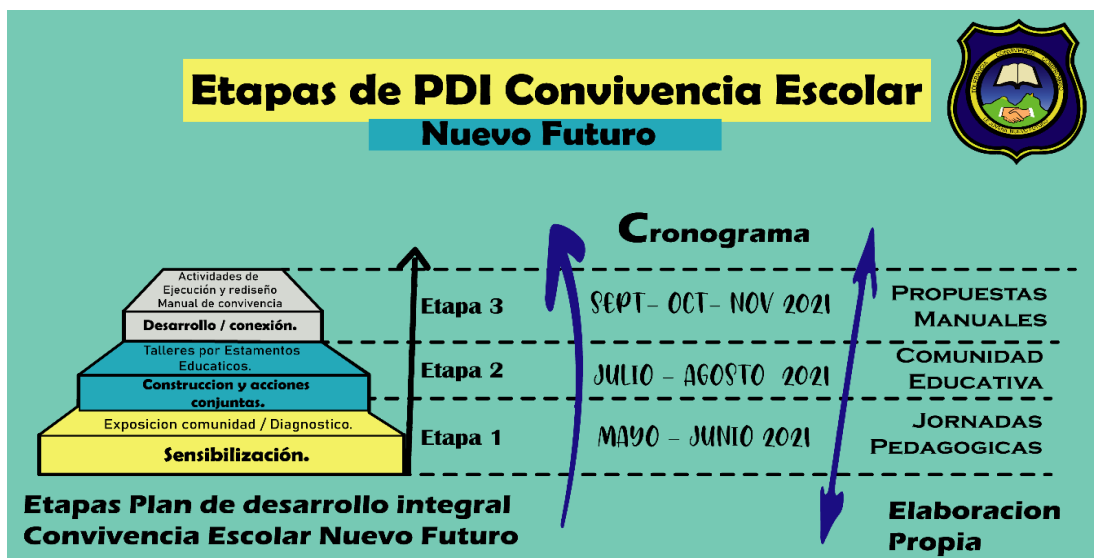 Etapas de PDI Convivencia Escolar
Nuevo Futuro
CONVIVENCIA
Cronograma
Actividades de
Ejecución y rediseño
Manual de convivencia
Desarrollo / conexión.
Etapa 3
SEPT- OCT- NOV 2021
PROPUESTAS
MANUALES
Talleres por Estamentos
Educaticos.
Construccion y acciones
conjuntas.
Etapa 2
JULIO - AGOSTO 2021
COMUNIDAD
EDUCATIVA
Exposicion comunidad / Diagnostico.
Sensibilización.
Etapa 1
MAYO - JUNIO 2021
JORNADAS
PEDAGOGICAS
Etapas Plan de desarrollo integral
Convivencia Escolar Nuevo Futuro
Elaboracion
Propia